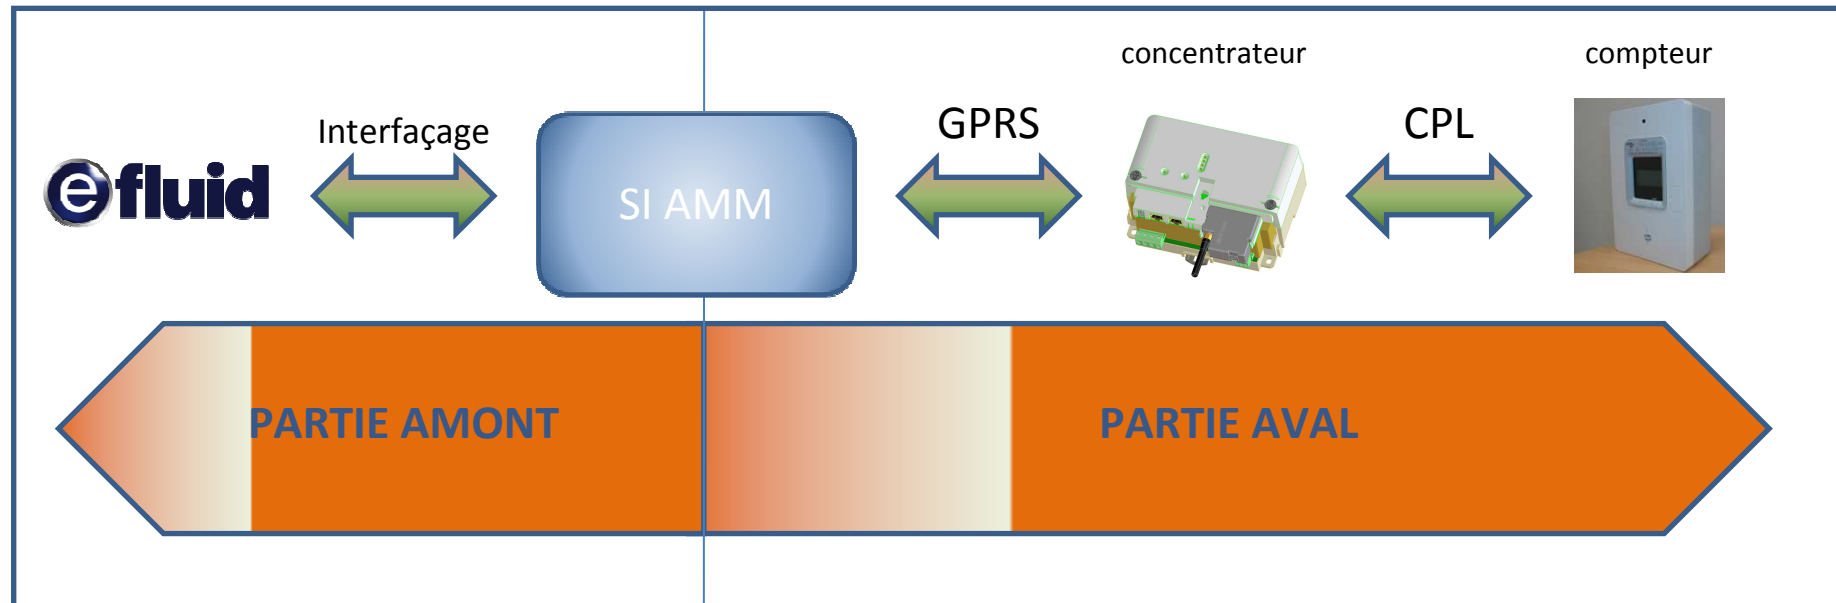 concentrateur
compteur
Interfaçage
GPRS
CPL
efluid
SI AMM
PARTIE AMONT
PARTIE AVAL